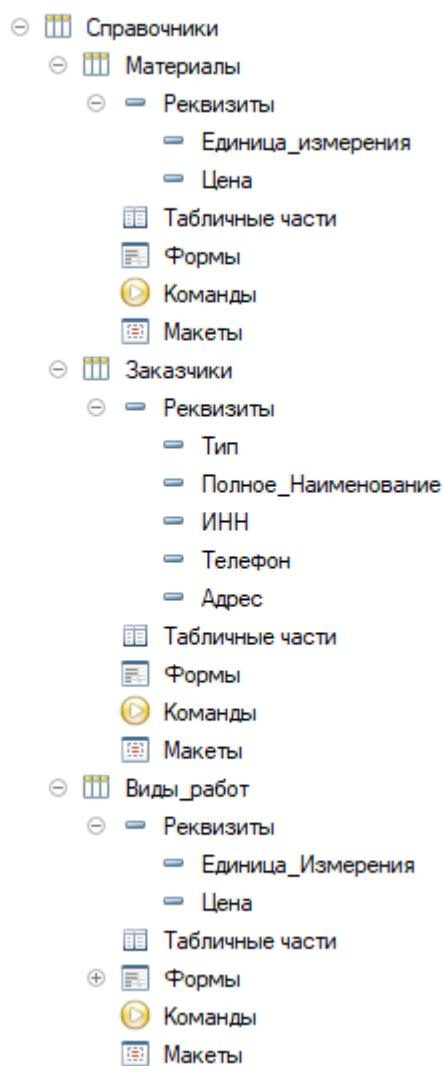 Справочники
Материалы
Реквизиты
Единица_измерения
Цена
Табличные части
Формы
Команды
Макеты
Заказчики
Реквизиты
Тип
Полное_Наименование
ИНН
Телефон
Адрес
Табличные части
Формы
Команды
Макеты
Виды_работ
Реквизиты
Единица_Измерения
Цена
Табличные части
Формы
Команды
Макеты